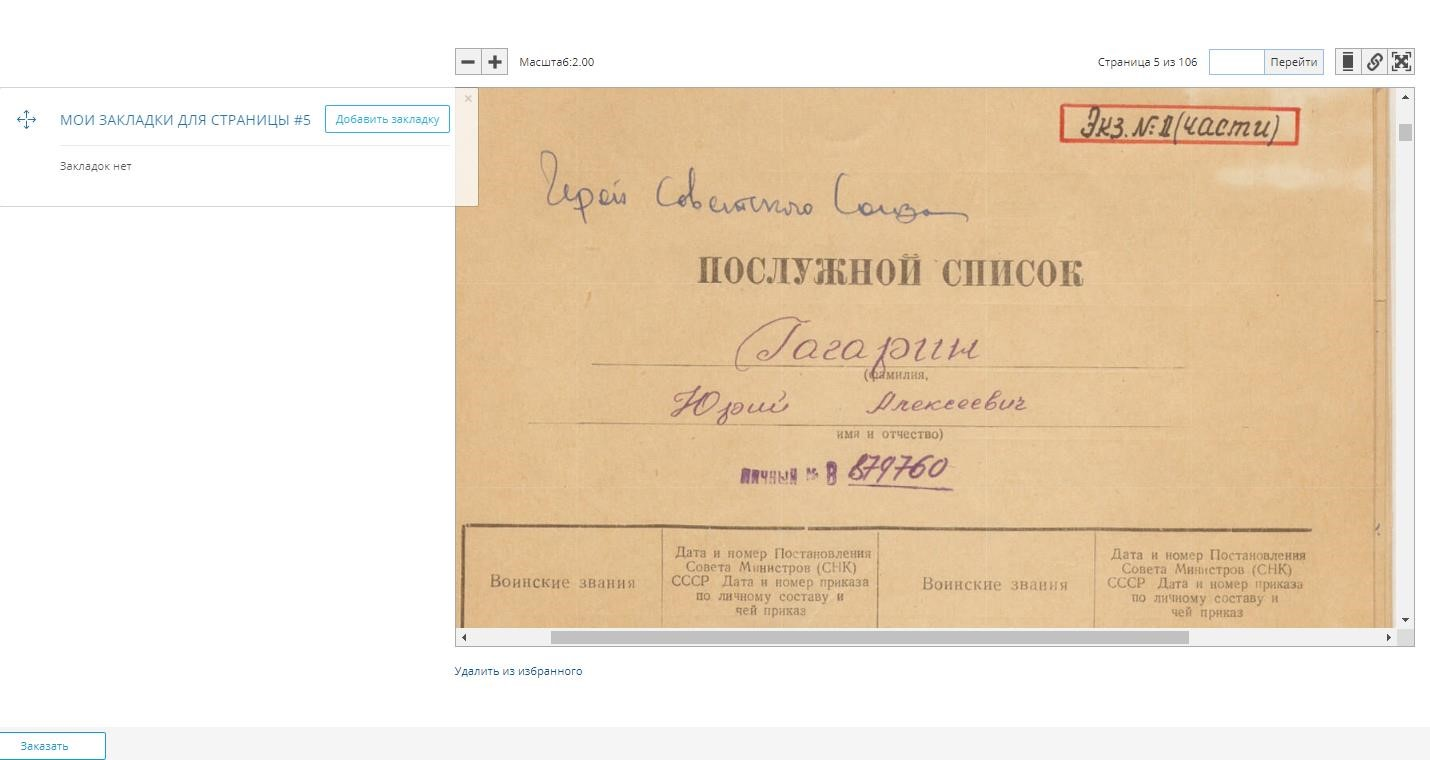 Масштаб:2.00
Страница 5 из 106
Перейти
МОИ ЗАКЛАДКИ ДЛЯ СТРАНИЦЫ #5
Добавить закладку
Закладок нет
Экз. № 1 (части)
Герой Советского Союза
ПОСЛУЖНОЙ СПИСОК
Гагарин
(фамилия,
Юрий Алексеевич
имя и отчество)
личный № В 879760
Воинские звания
Дата и номер Постановления
Совета Министров (СНК)
СССР Дата и номер приказа
по личному составу и
чей приказ
Воинские звания
Дата и номер Постановления
Совета Министров (СНК)
СССР Дата и номер приказа
по личному составу и
чей приказ
Удалить из избранного
Заказать